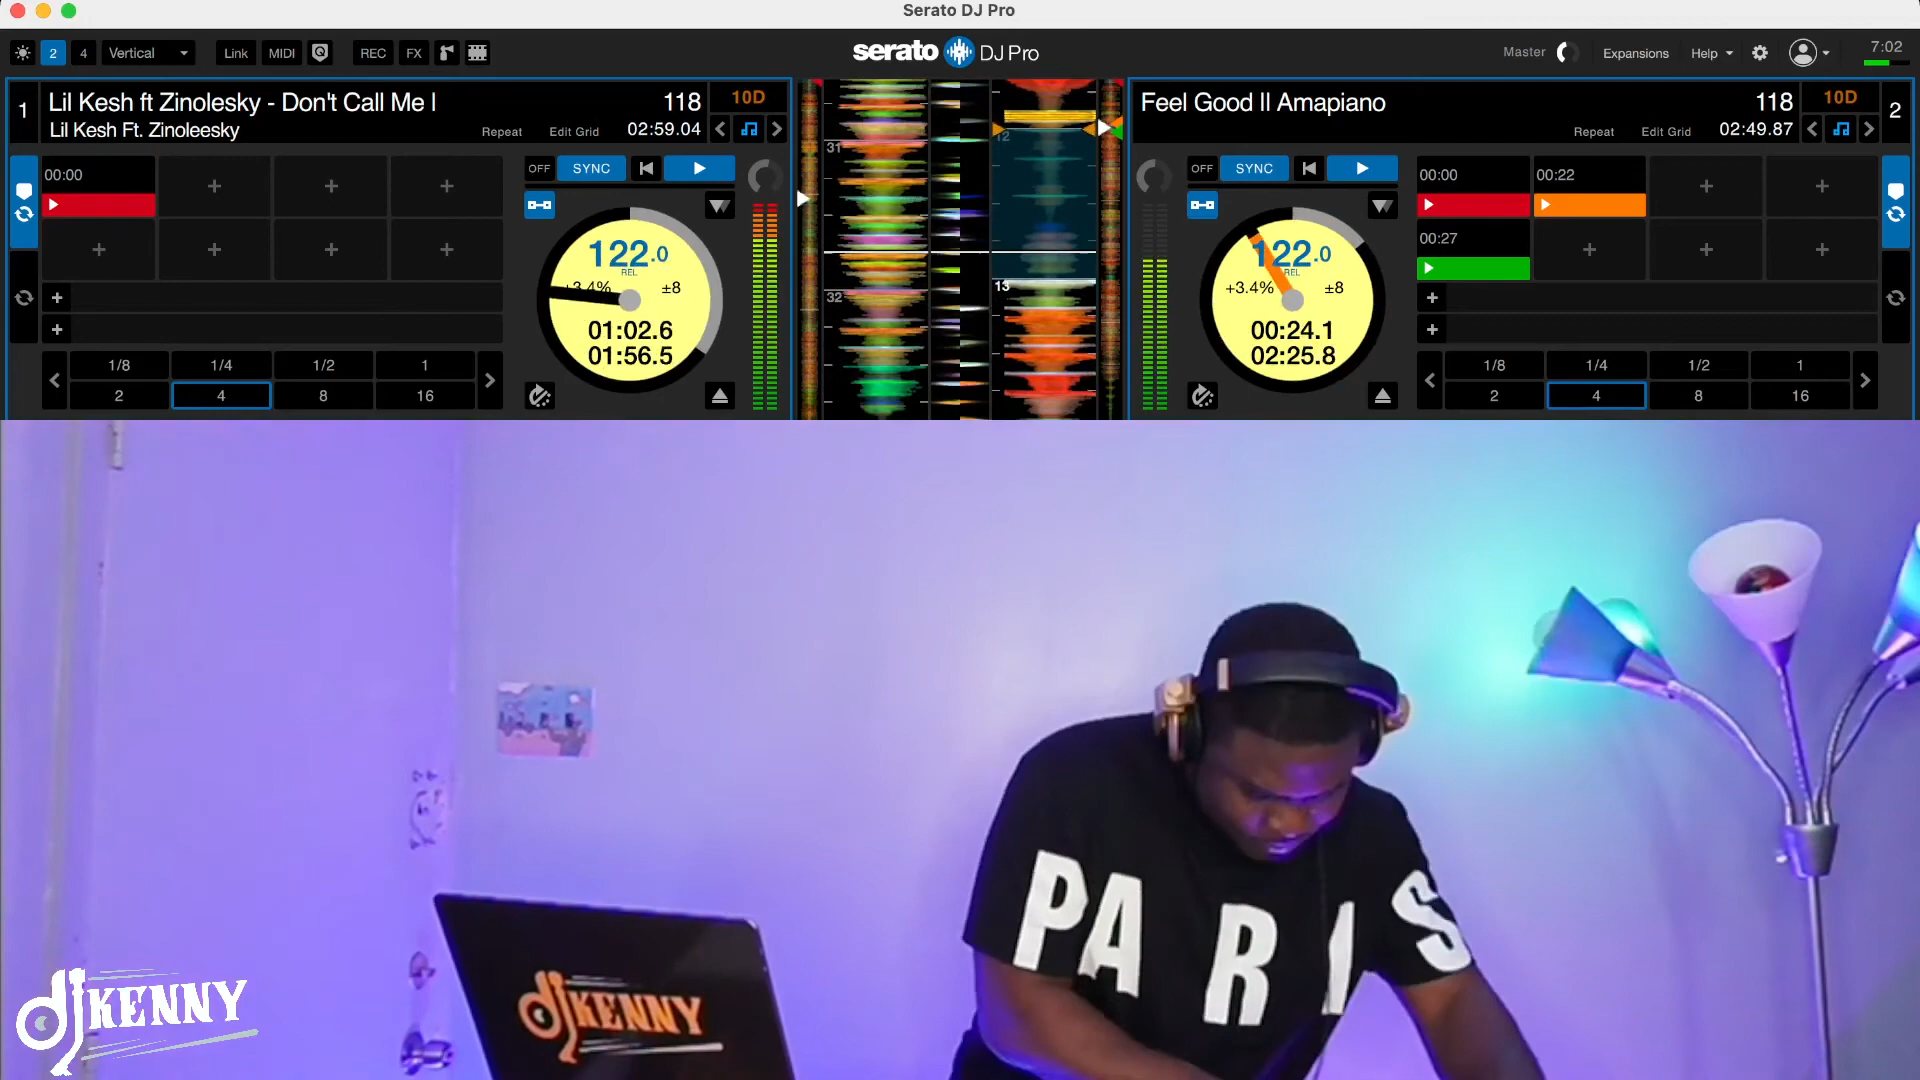 Serato DJ Pro
2 4 Vertical Link MIDI REC FX
serato DJ Pro
Master Expansions Help 7:02
1 Lil Kesh ft Zinolesky - Don't Call Me I 118 10D
Lil Kesh Ft. Zinoleesky Repeat Edit Grid 02:59.04
00:00
OFF SYNC
122.0
REL
+3.4% ±8
01:02.6
01:56.5
1/8 1/4 1/2 1
2 4 8 16
31
32
12
13
Feel Good II Amapiano 118 10D 2
Repeat Edit Grid 02:49.87
OFF SYNC
122.0
REL
+3.4% ±8
00:24.1
02:25.8
00:00 00:22
00:27
1/8 1/4 1/2 1
2 4 8 16
PARIS
dj KENNY
dj KENNY